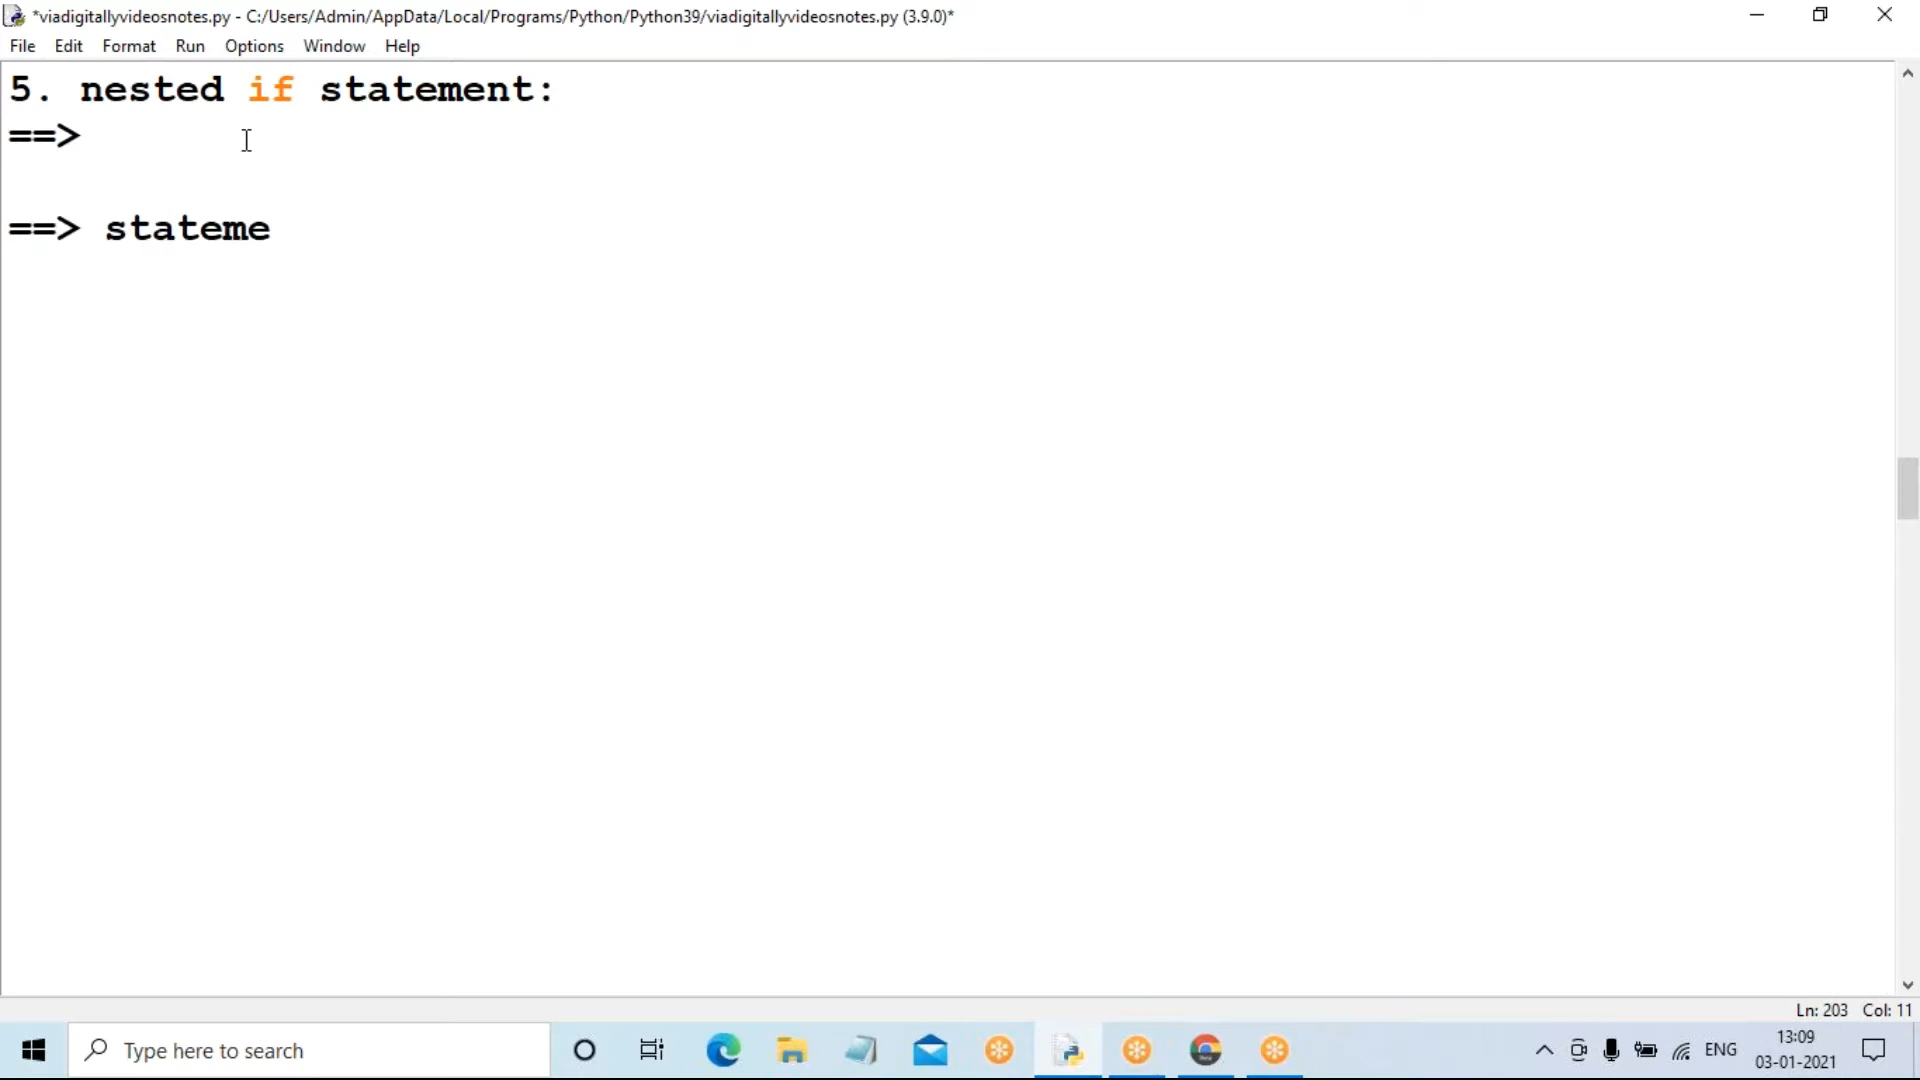 *viadigitallyvideosnotes.py - C:/Users/Admin/AppData/Local/Programs/Python/Python39/viadigitallyvideosnotes.py (3.9.0)*
File Edit Format Run Options Window Help
5. nested if statement:
==>
==> stateme
Ln: 203 Col: 11
Type here to search
ENG
13:09
03-01-2021